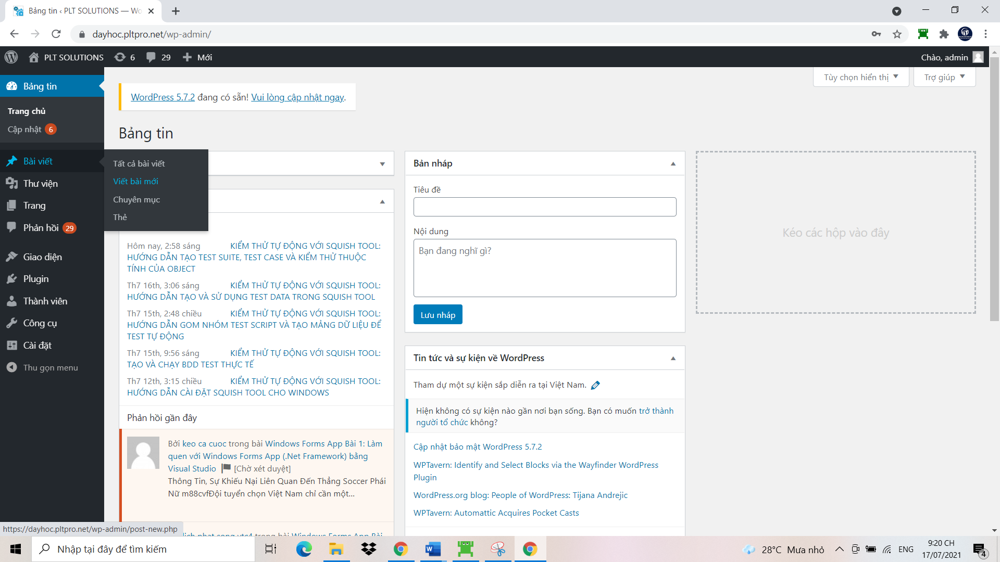 Bảng tin ‹ PLT SOLUTIONS — Wo
dayhoc.pltpro.net/wp-admin/
PLT SOLUTIONS
6
29
Mới
Chào, admin
Bảng tin
Trang chủ
Cập nhật 6
Bài viết
Thư viện
Trang
Phản hồi 29
Giao diện
Plugin
Thành viên
Công cụ
Cài đặt
Thu gọn menu
Tất cả bài viết
Viết bài mới
Chuyên mục
Thẻ
Tùy chọn hiển thị
Trợ giúp
WordPress 5.7.2 đang có sẵn! Vui lòng cập nhật ngay.
Bảng tin
Hôm nay, 2:58 sáng KIỂM THỬ TỰ ĐỘNG VỚI SQUISH TOOL:
HƯỚNG DẪN TẠO TEST SUITE, TEST CASE VÀ KIỂM THỬ THUỘC
TÍNH CỦA OBJECT
Th7 16th, 3:06 sáng KIỂM THỬ TỰ ĐỘNG VỚI SQUISH TOOL:
HƯỚNG DẪN TẠO VÀ SỬ DỤNG TEST DATA TRONG SQUISH TOOL
Th7 15th, 2:48 chiều KIỂM THỬ TỰ ĐỘNG VỚI SQUISH TOOL:
HƯỚNG DẪN GOM NHÓM TEST SCRIPT VÀ TẠO MẢNG DỮ LIỆU ĐỂ
TEST TỰ ĐỘNG
Th7 15th, 9:56 sáng KIỂM THỬ TỰ ĐỘNG VỚI SQUISH TOOL:
TẠO VÀ CHẠY BDD TEST THỰC TẾ
Th7 12th, 3:15 chiều KIỂM THỬ TỰ ĐỘNG VỚI SQUISH TOOL:
HƯỚNG DẪN CÀI ĐẶT SQUISH TOOL CHO WINDOWS
Phản hồi gần đây
Bởi keo ca cuoc trong bài Windows Forms App Bài 1: Làm
quen với Windows Forms App (.Net Framework) bằng
Visual Studio [Chờ xét duyệt]
Thông Tin, Sự Khiếu Nại Liên Quan Đến Thẳng Soccer Phái
Nữ m88cvfĐội tuyển chọn Việt Nam chỉ cần một...
lich phat song vtc4 trong bài Windows Forms App Bài
Bản nháp
Tiêu đề
Nội dung
Bạn đang nghĩ gì?
Lưu nháp
Tin tức và sự kiện về WordPress
Tham dự một sự kiện sắp diễn ra tại Việt Nam.
Hiện không có sự kiện nào gần nơi bạn sống. Bạn có muốn trở thành
người tổ chức không?
Cập nhật bảo mật WordPress 5.7.2
WPTavern: Identify and Select Blocks via the Wayfinder WordPress
Plugin
WordPress.org blog: People of WordPress: Tijana Andrejic
WPTavern: Automattic Acquires Pocket Casts
Kéo các hộp vào đây
https://dayhoc.pltpro.net/wp-admin/post-new.php
Nhập tại đây để tìm kiếm
28°C Mưa nhỏ
ENG
9:20 CH
17/07/2021
4